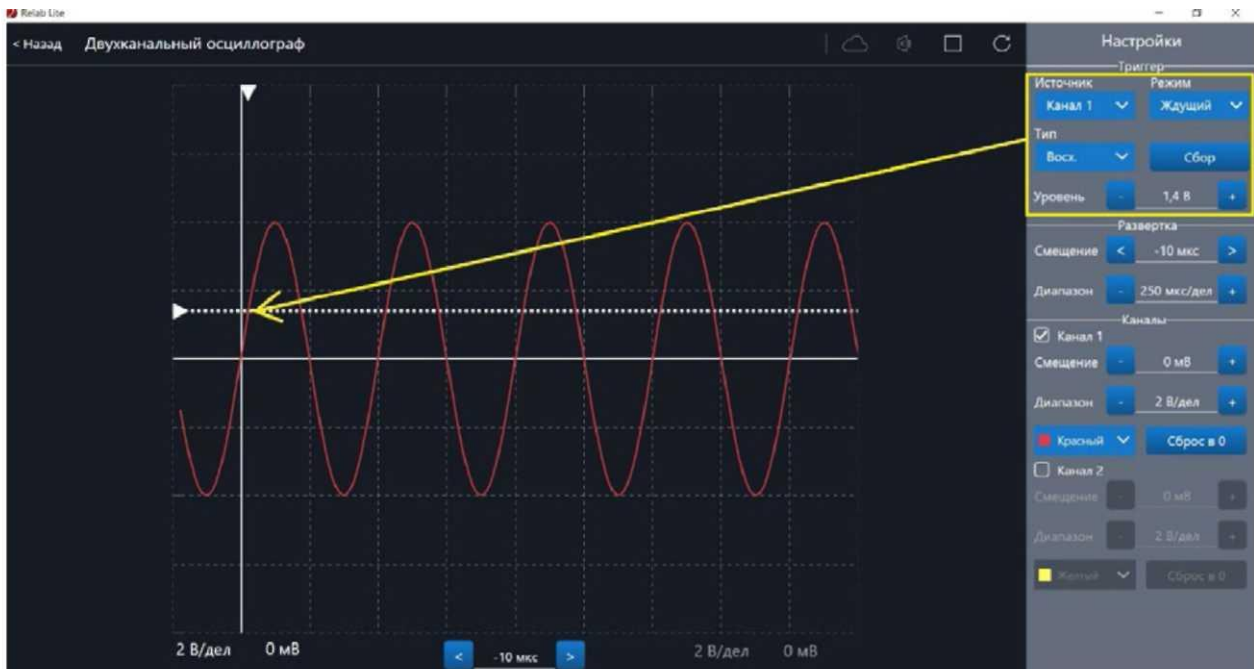 Relab Lite
< Назад Двухканальный осциллограф
Настройки
Триггер
Источник Режим
Канал 1 Ждущий
Тип
Восх. Сбор
Уровень - 1,4 В +
Развертка
Смещение < -10 мкс >
Диапазон - 250 мкс/дел +
Каналы
Канал 1
Смещение - 0 мВ +
Диапазон - 2 В/дел +
Красный Сброс в 0
Канал 2
Смещение - 0 мВ +
Диапазон - 2 В/дел +
Желтый Сброс в 0
2 В/дел 0 мВ < -10 мкс > 2 В/дел 0 мВ